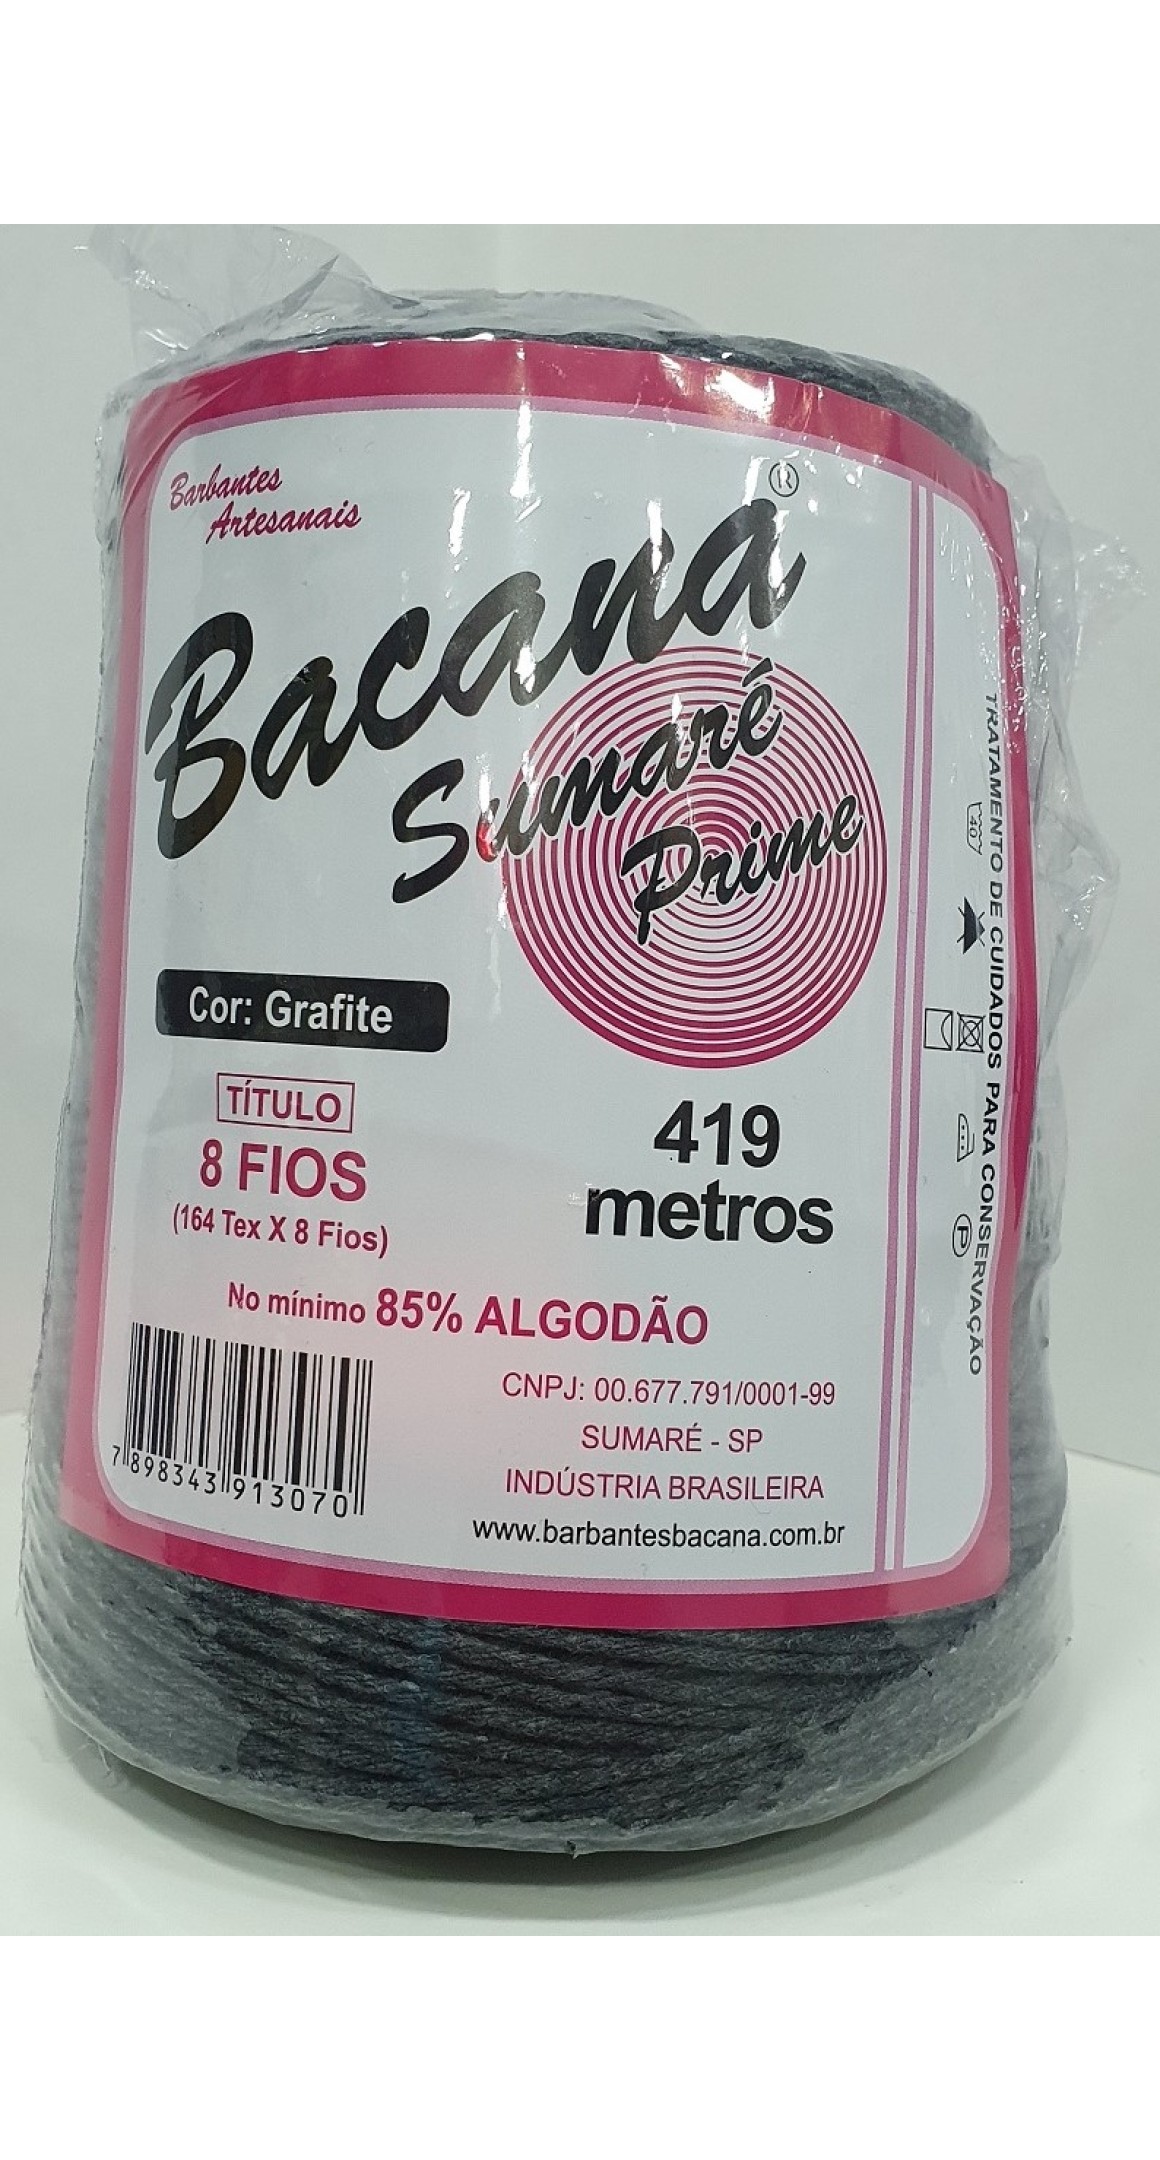 Barbantes
Artesanais
Bacana®
Sumaré
Prime
Cor: Grafite
TÍTULO
8 FIOS
(164 Tex X 8 Fios)
419
metros
No mínimo 85% ALGODÃO
7 898343 913070
CNPJ: 00.677.791/0001-99
SUMARÉ - SP
INDÚSTRIA BRASILEIRA
www.barbantesbacana.com.br
TRATAMENTO DE CUIDADOS PARA CONSERVAÇÃO
40
P